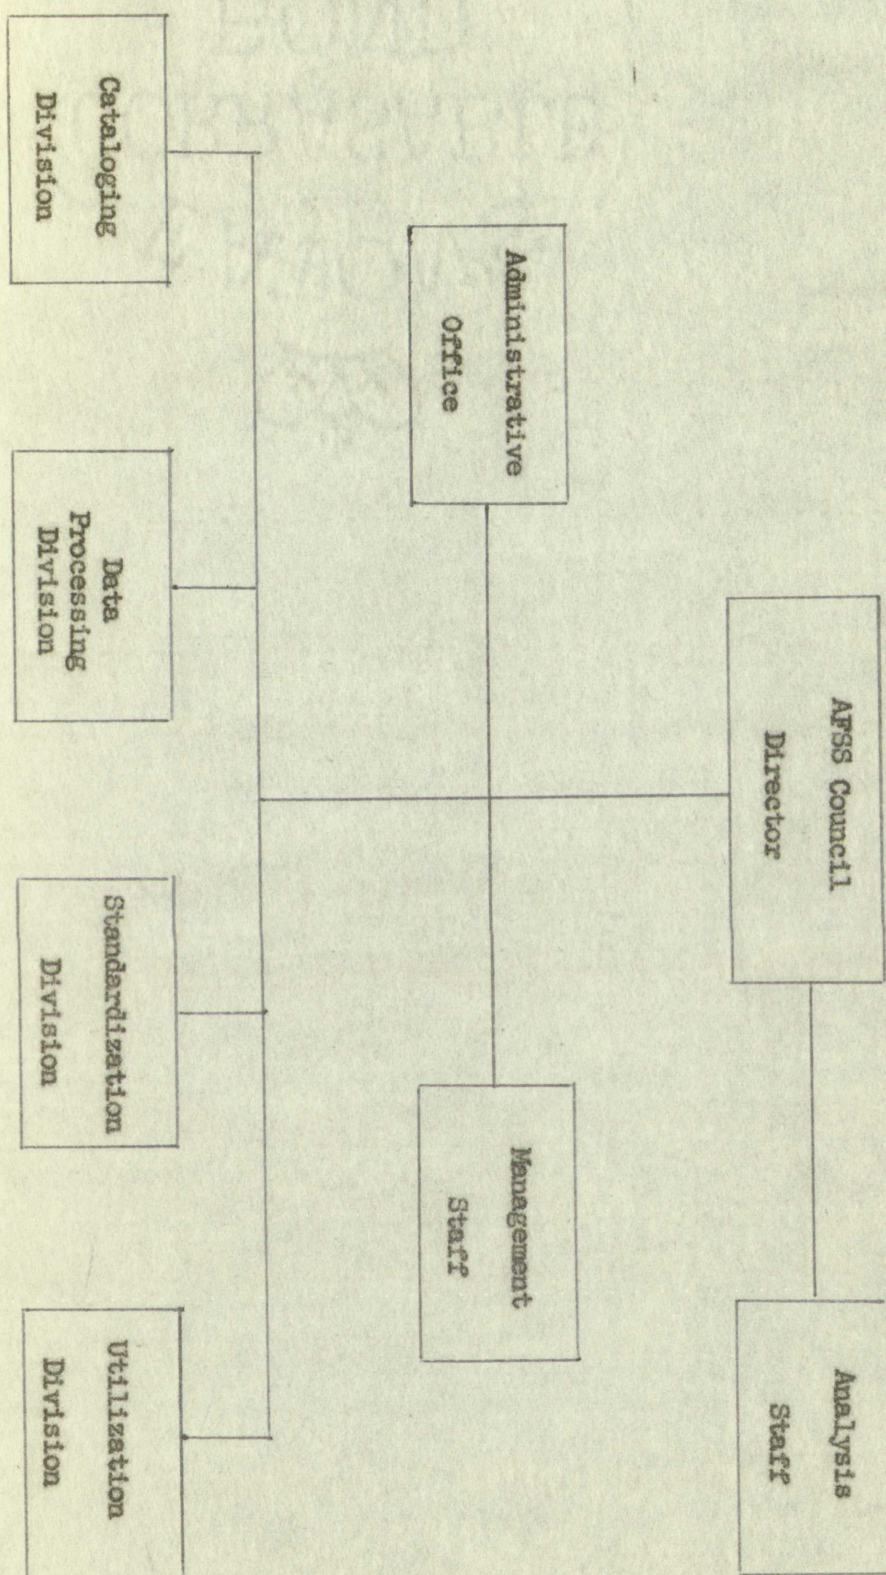 AFSS Council
Director
Analysis
Staff
Administrative
Office
Management
Staff
Cataloging
Division
Data
Processing
Division
Standardization
Division
Utilization
Division